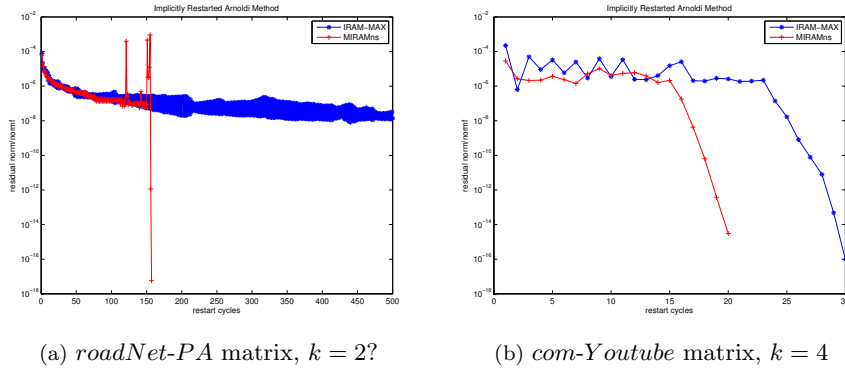 Implicitly Restarted Arnoldi Method
10^−2
10^−4
10^−6
10^−8
10^−10
10^−12
10^−14
10^−16
10^−18
residual norm/normf
IRAM−MAX
MIRAMns
0 50 100 150 200 250 300 350 400 450 500
restart cycles
(a) roadNet-PA matrix, k = 2?
Implicitly Restarted Arnoldi Method
10^−2
10^−4
10^−6
10^−8
10^−10
10^−12
10^−14
10^−16
10^−18
residual norm/normf
IRAM−MAX
MIRAMns
0 5 10 15 20 25
restart cycles
(b) com-Youtube matrix, k = 4